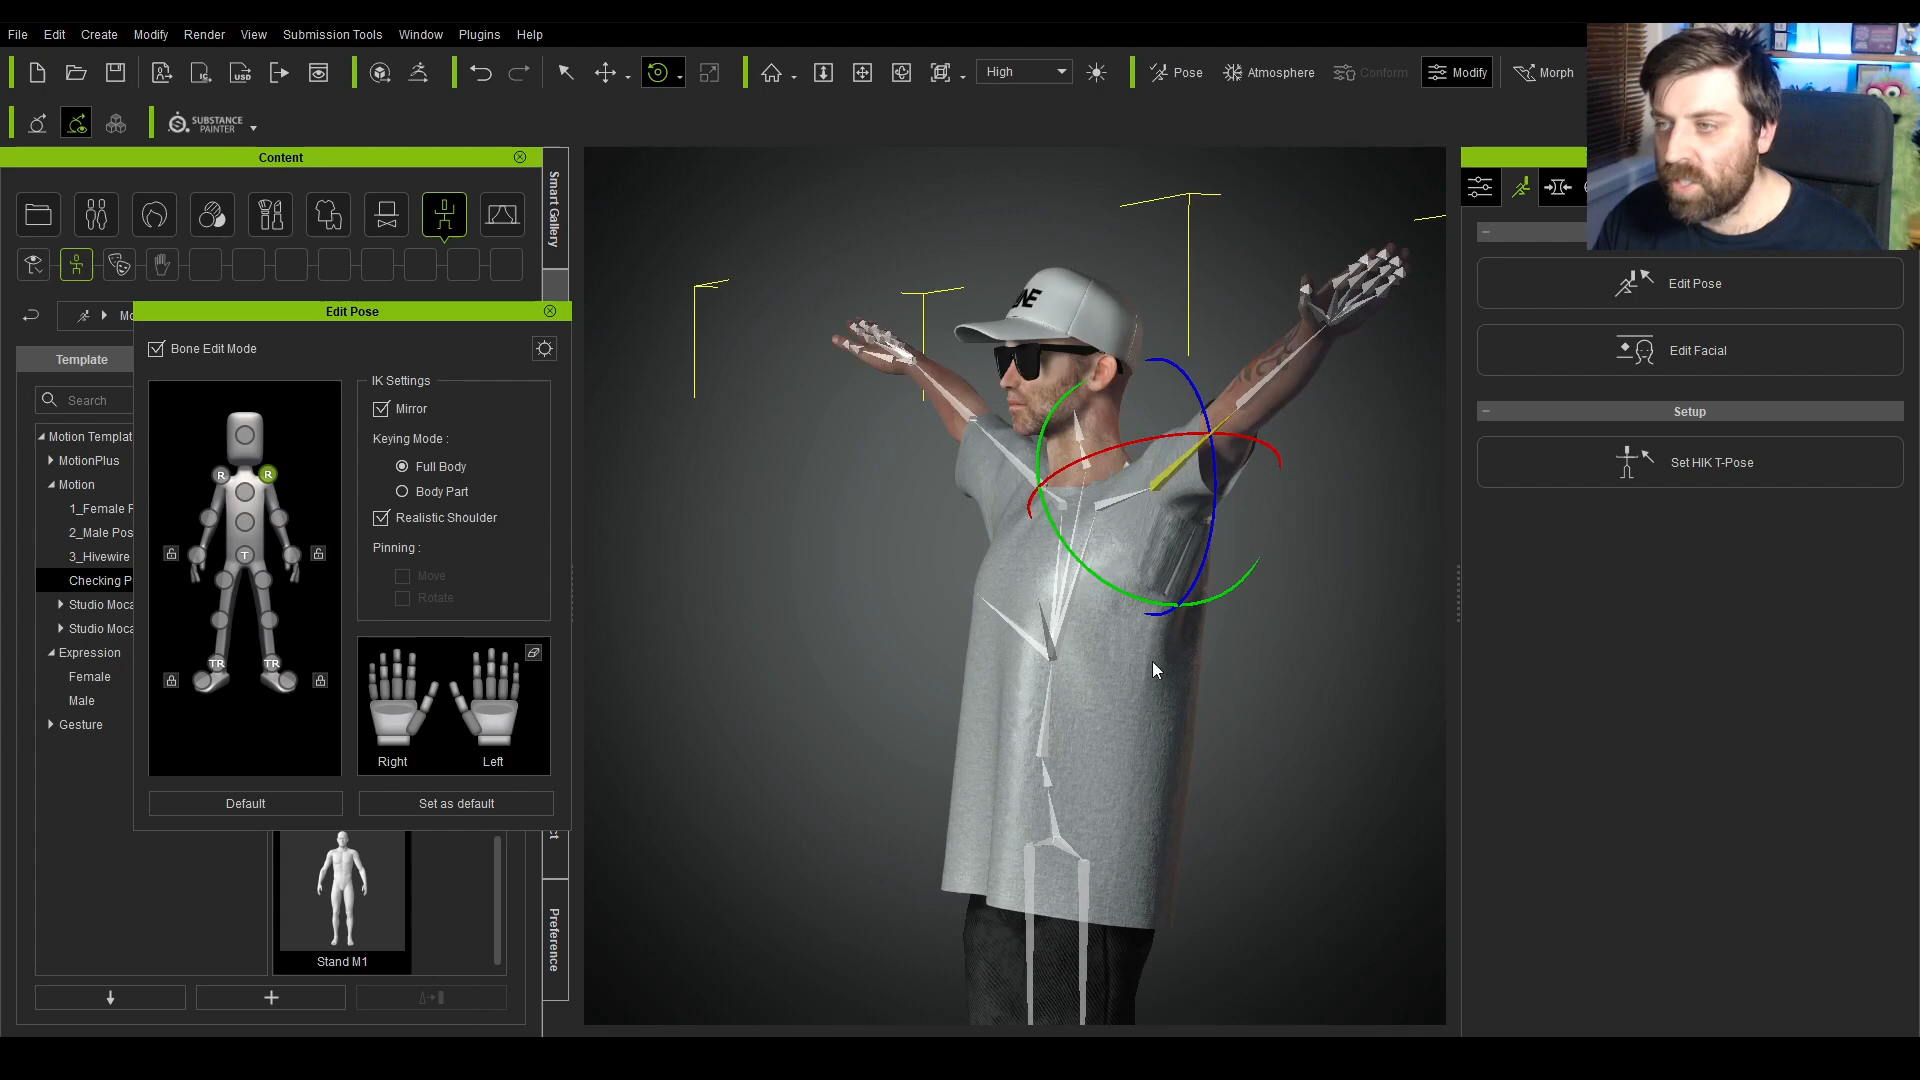 File Edit Create Modify Render View Submission Tools Window Plugins Help
High Pose Atmosphere Conform Modify Morph
SUBSTANCE PAINTER
Content
Smart Gallery
Edit Pose
Bone Edit Mode
Template
Search
Motion Templat
MotionPlus
Motion
1_Female P
2_Male Pos
3_Hivewire
Checking P
Studio Moca
Studio Moca
Expression
Female
Male
Gesture
R R
T
TR TR
IK Settings
Mirror
Keying Mode :
Full Body
Body Part
Realistic Shoulder
Pinning :
Move
Rotate
Right Left
Default Set as default
Stand M1
Preference
Edit Pose
Edit Facial
Setup
Set HIK T-Pose